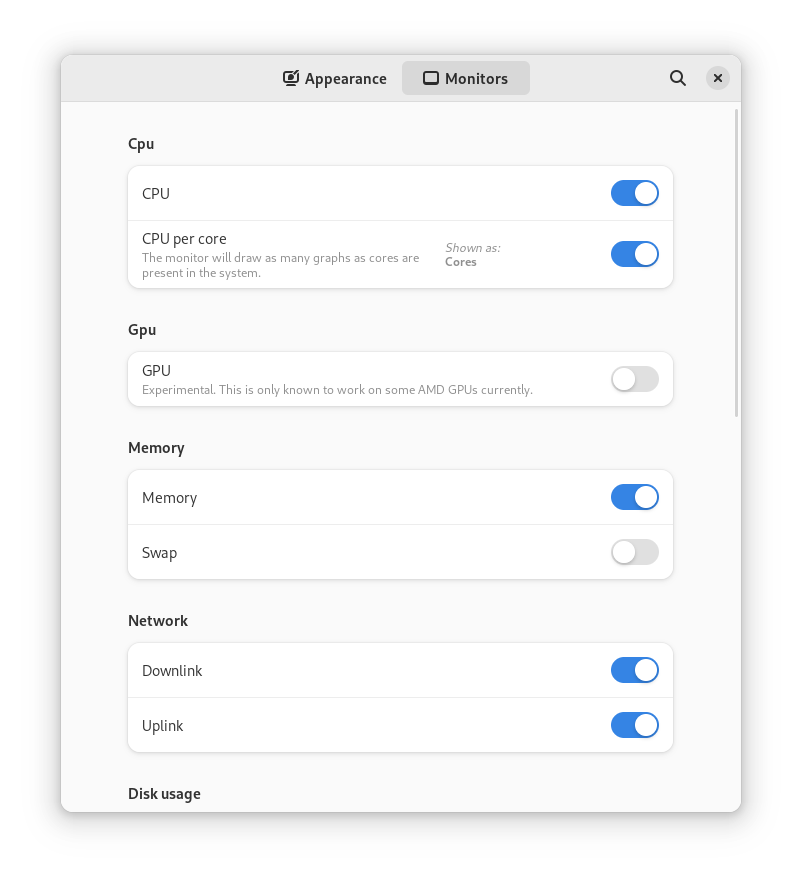 Appearance
Monitors
Cpu
CPU
CPU per core
The monitor will draw as many graphs as cores are
present in the system.
Shown as:
Cores
Gpu
GPU
Experimental. This is only known to work on some AMD GPUs currently.
Memory
Memory
Swap
Network
Downlink
Uplink
Disk usage